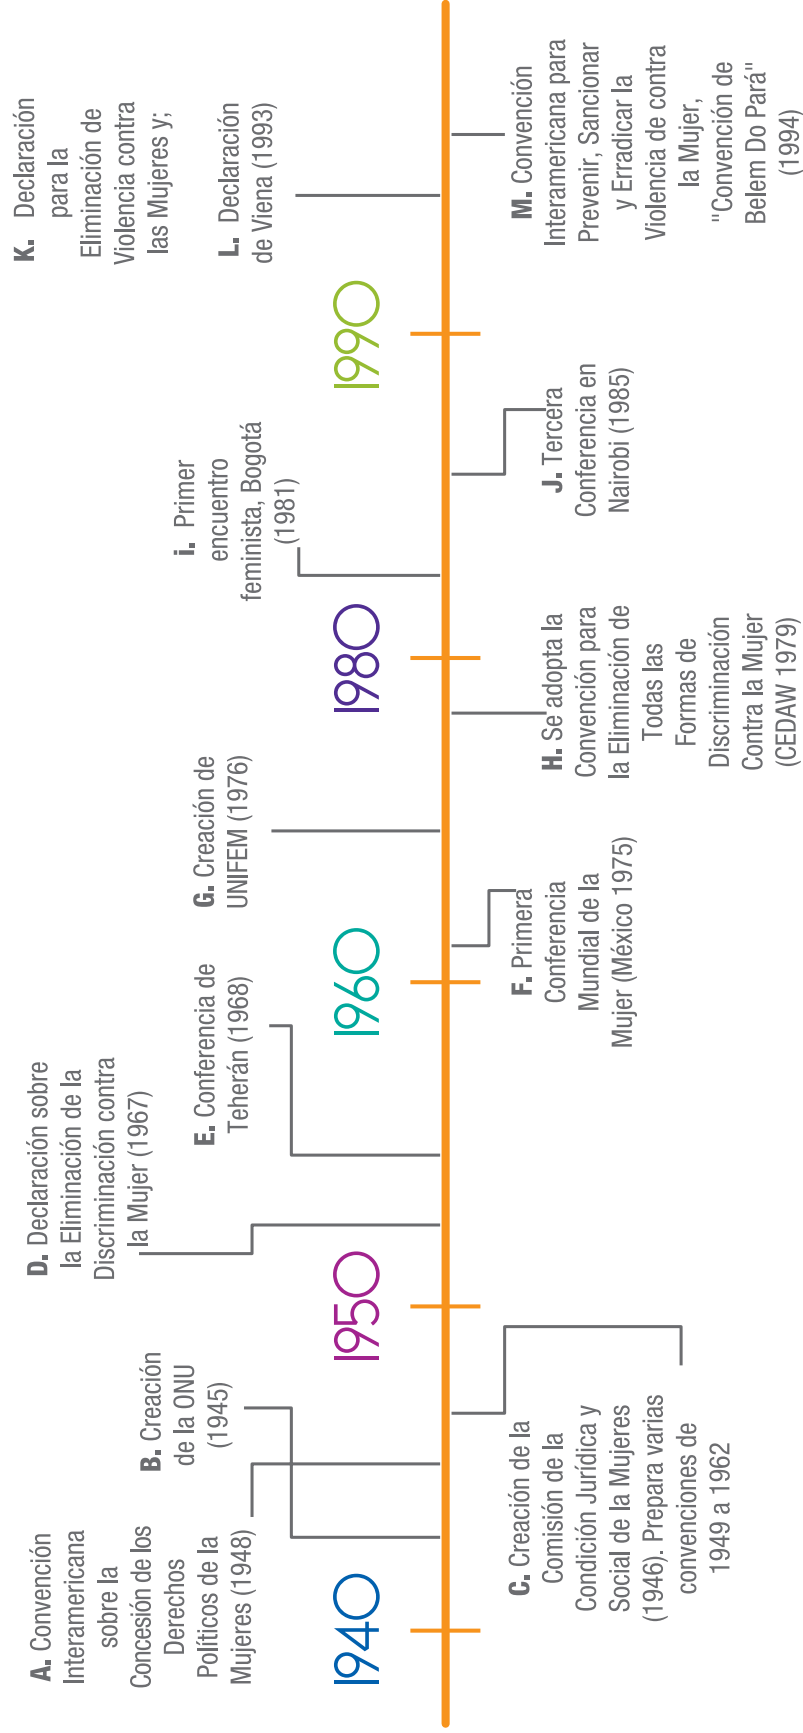 A. Convención
Interamericana
sobre la
Concesión de los
Derechos
Políticos de la
Mujeres (1948)
B. Creación
de la ONU
(1945)
D. Declaración sobre
la Eliminación de la
Discriminación contra
la Mujer (1967)
E. Conferencia de
Teherán (1968)
G. Creación de
UNIFEM (1976)
i. Primer
encuentro
feminista, Bogotá
(1981)
K. Declaración
para la
Eliminación de
Violencia contra
las Mujeres y;
L. Declaración
de Viena (1993)
1940
1950
1960
1980
1990
C. Creación de la
Comisión de la
Condición Jurídica y
Social de la Mujeres
(1946). Prepara varias
convenciones de
1949 a 1962
F. Primera
Conferencia
Mundial de la
Mujer (México 1975)
H. Se adopta la
Convención para
la Eliminación de
Todas las
Formas de
Discriminación
Contra la Mujer
(CEDAW 1979)
J. Tercera
Conferencia en
Nairobi (1985)
M. Convención
Interamericana para
Prevenir, Sancionar
y Erradicar la
Violencia de contra
la Mujer,
"Convención de
Belem Do Pará"
(1994)